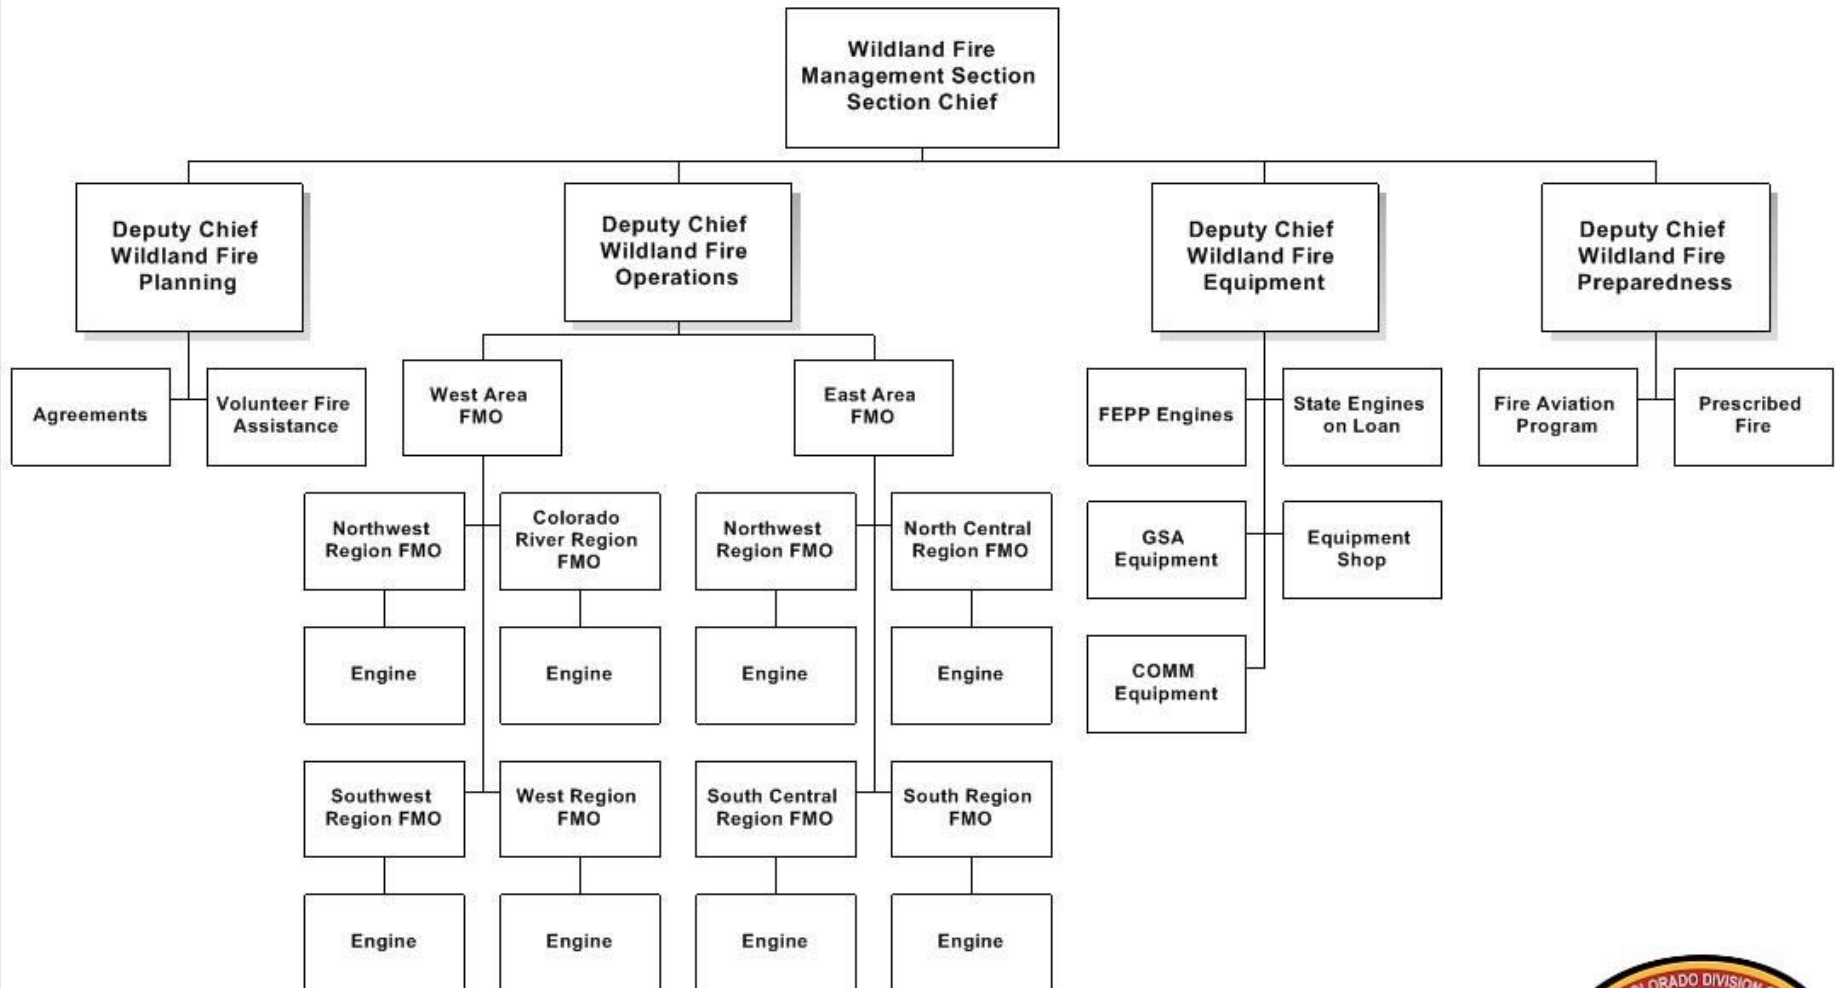 Wildland Fire
Management Section
Section Chief
Deputy Chief
Wildland Fire
Planning
Deputy Chief
Wildland Fire
Operations
Deputy Chief
Wildland Fire
Equipment
Deputy Chief
Wildland Fire
Preparedness
Agreements
Volunteer Fire
Assistance
West Area
FMO
East Area
FMO
FEPP Engines
State Engines
on Loan
Fire Aviation
Program
Prescribed
Fire
Northwest
Region FMO
Colorado
River Region
FMO
Northwest
Region FMO
North Central
Region FMO
GSA
Equipment
Equipment
Shop
Engine
Engine
Engine
Engine
COMM
Equipment
Southwest
Region FMO
West Region
FMO
South Central
Region FMO
South Region
FMO
Engine
Engine
Engine
Engine
DIVISION